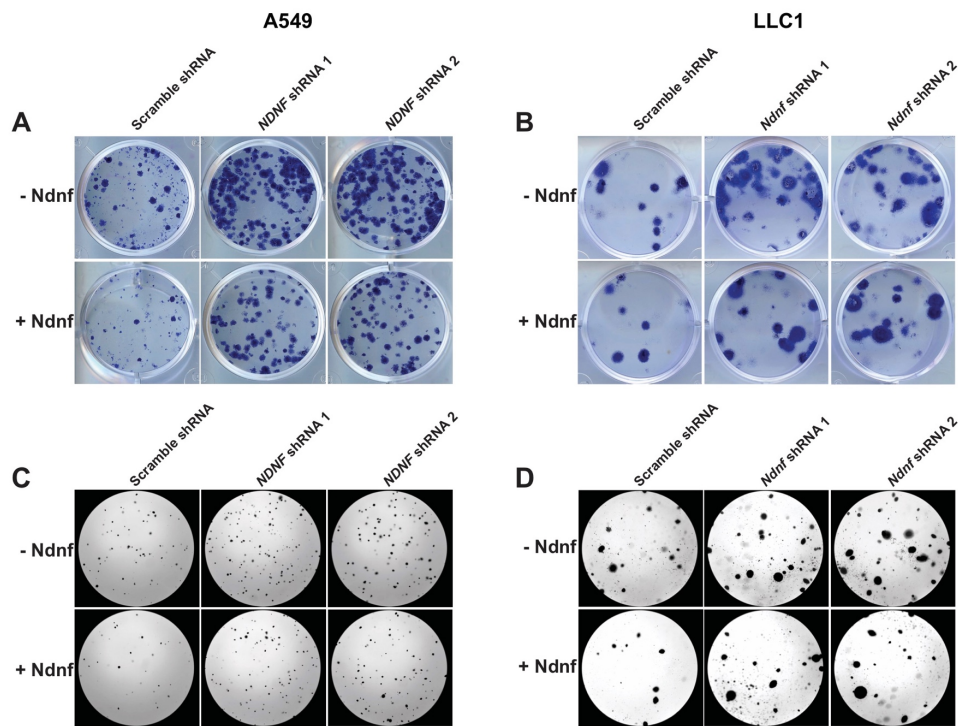 A549
LLC1
A
Scramble shRNA
NDNF shRNA 1
NDNF shRNA 2
- Ndnf
+ Ndnf
B
Scramble shRNA
Ndnf shRNA 1
Ndnf shRNA 2
- Ndnf
+ Ndnf
C
Scramble shRNA
NDNF shRNA 1
NDNF shRNA 2
- Ndnf
+ Ndnf
D
Scramble shRNA
Ndnf shRNA 1
Ndnf shRNA 2
- Ndnf
+ Ndnf